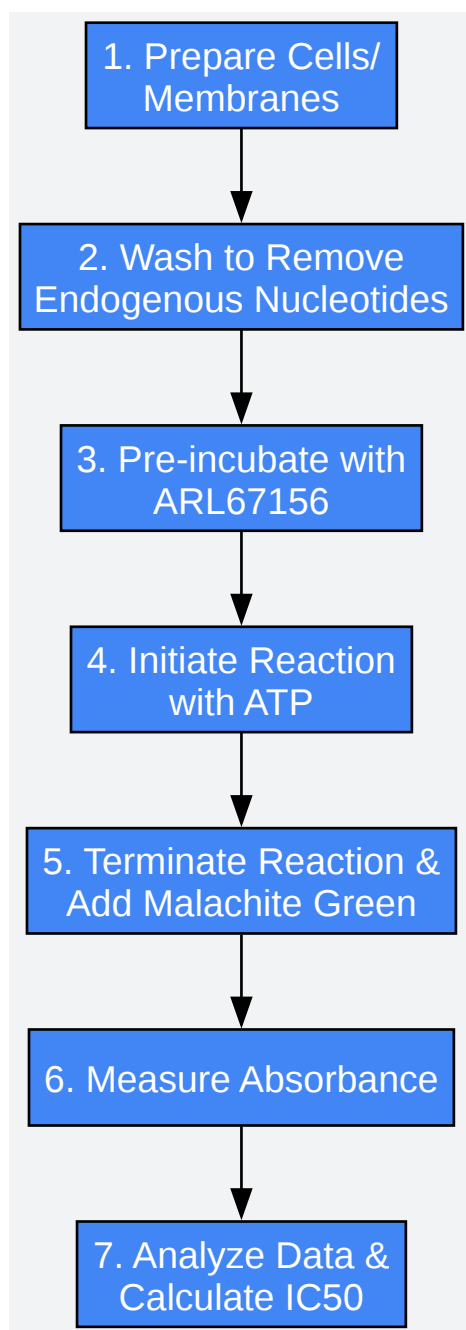 1. Prepare Cells/
Membranes
2. Wash to Remove
Endogenous Nucleotides
3. Pre-incubate with
ARL67156
4. Initiate Reaction
with ATP
5. Terminate Reaction &
Add Malachite Green
6. Measure Absorbance
7. Analyze Data &
Calculate IC50